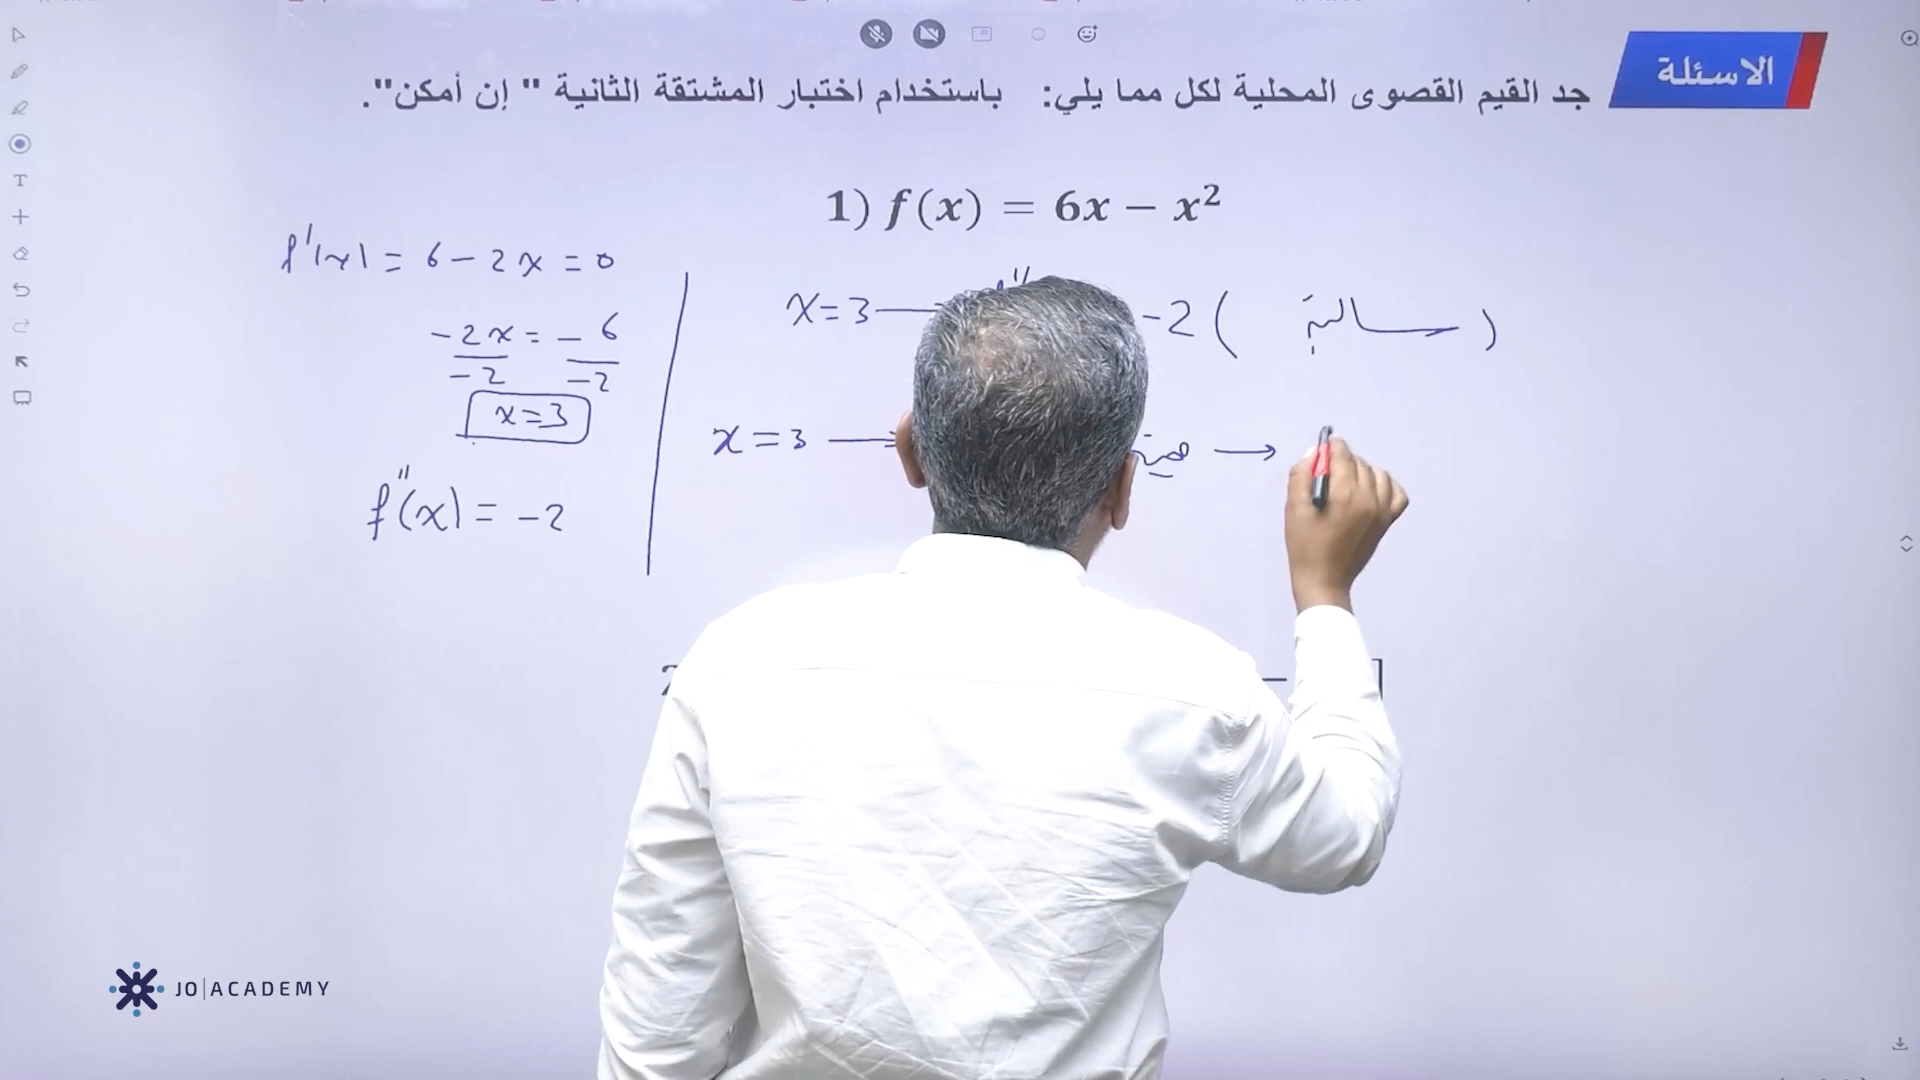 الاسئلة
جد القيم القصوى المحلية لكل مما يلي: باستخدام اختبار المشتقة الثانية " إن أمكن".
1) f(x) = 6x − x²
f'(x) = 6 − 2x = 0
−2x = −6
−2 −2
x=3
f''(x) = −2
x=3 −2 ( سالبة )
x=3
JO|ACADEMY